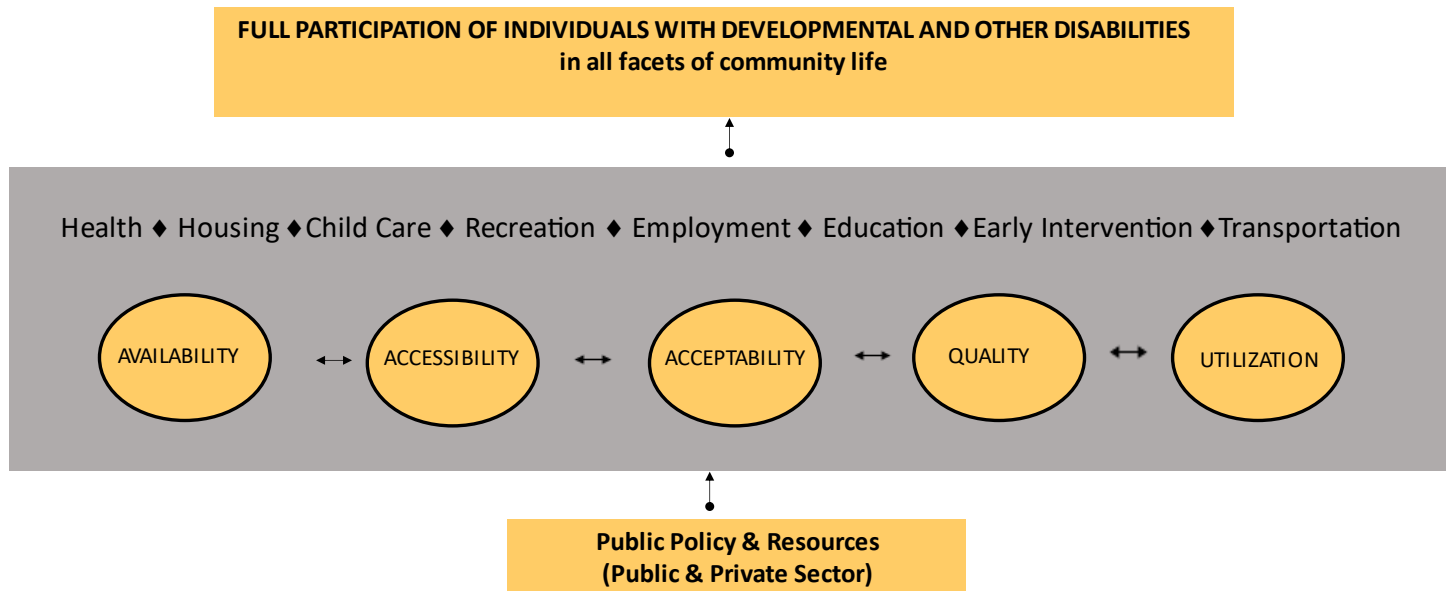 FULL PARTICIPATION OF INDIVIDUALS WITH DEVELOPMENTAL AND OTHER DISABILITIES
in all facets of community life
Health ♦ Housing ♦Child Care ♦ Recreation ♦ Employment ♦ Education ♦Early Intervention ♦Transportation
AVAILABILITY
ACCESSIBILITY
ACCEPTABILITY
QUALITY
UTILIZATION
Public Policy & Resources
(Public & Private Sector)